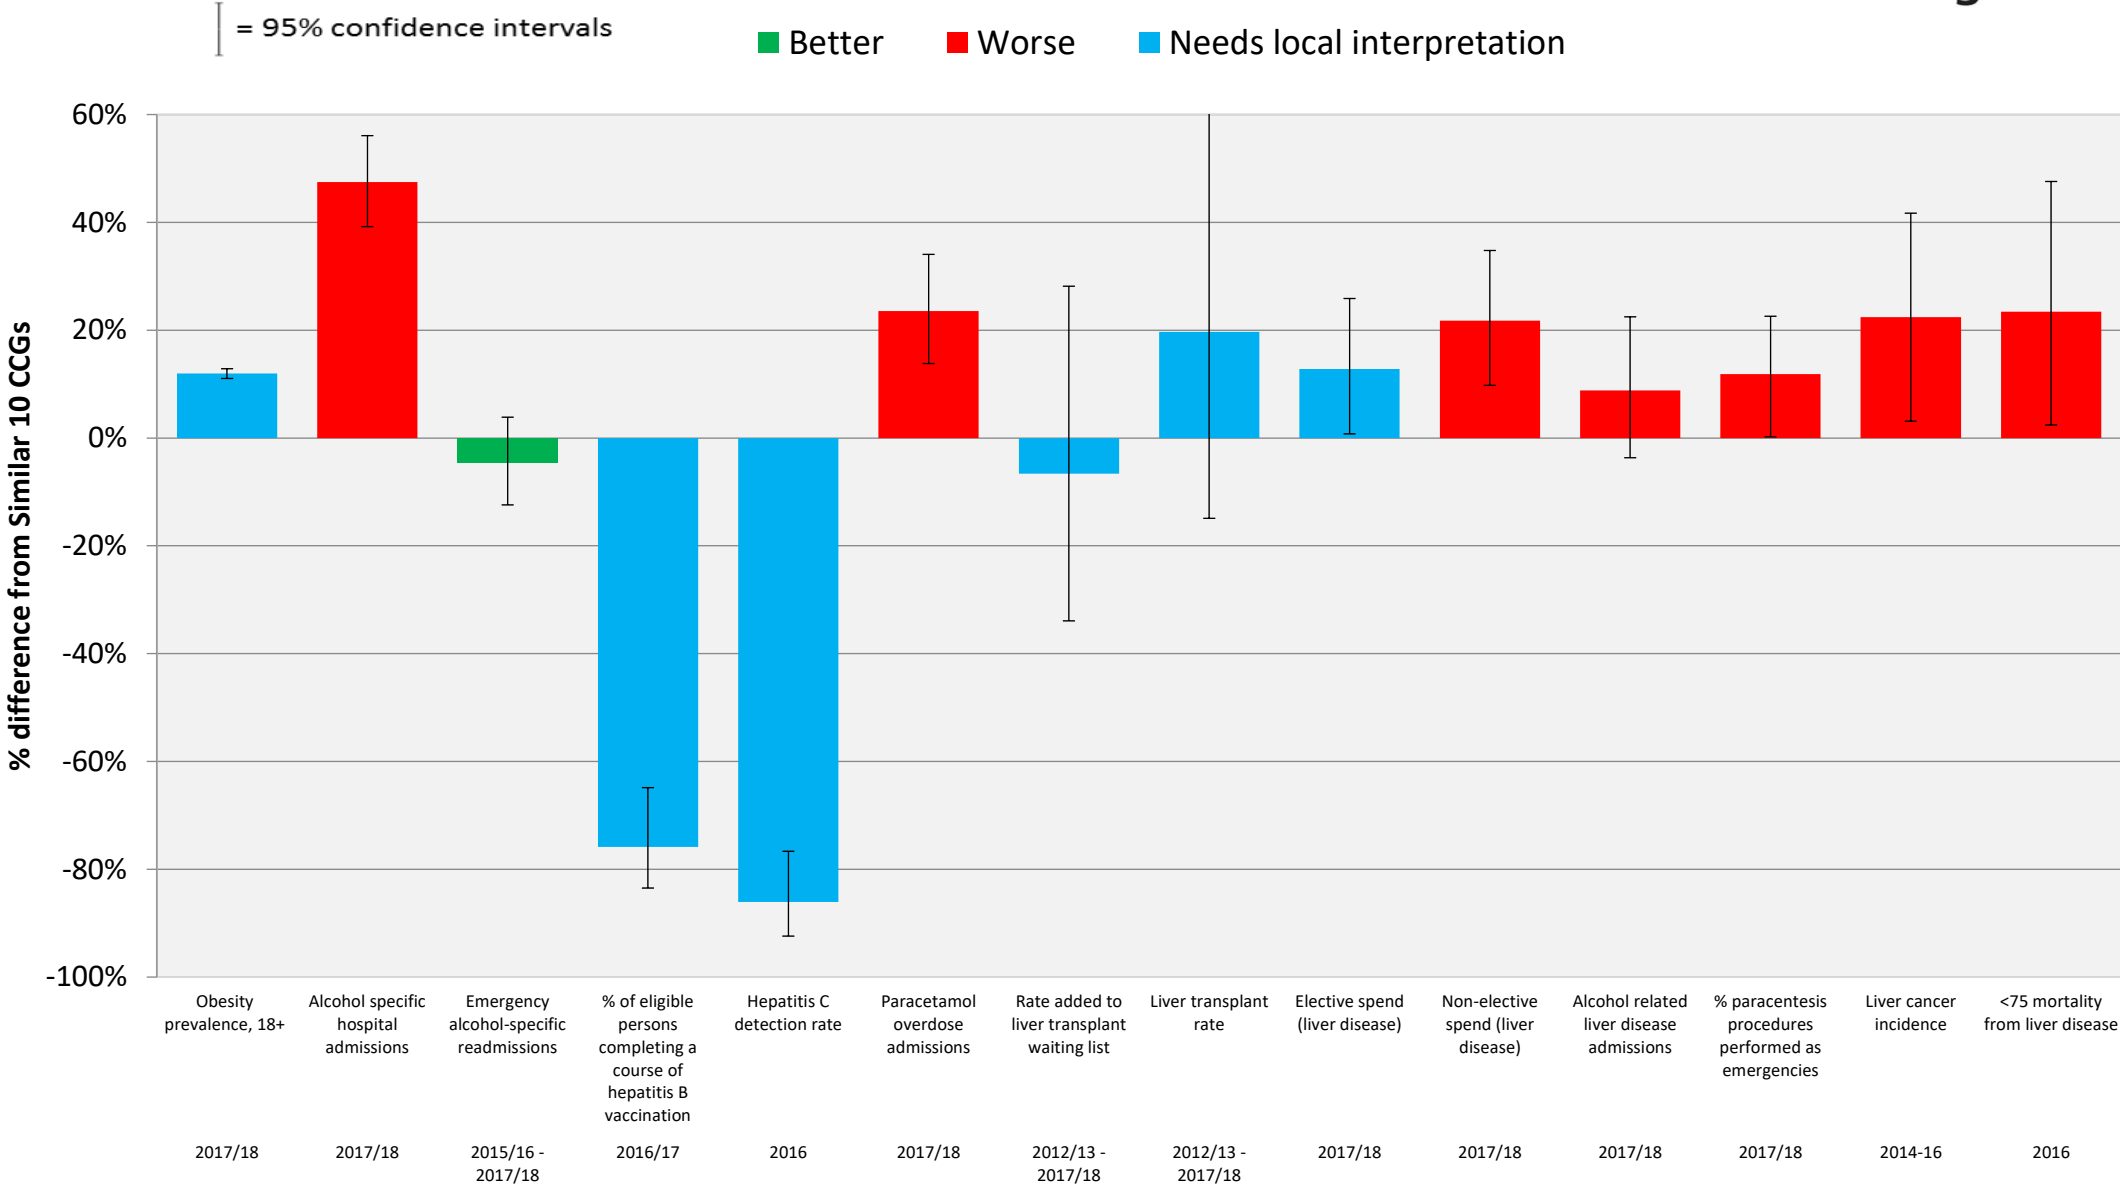 = 95% confidence intervals
Better Worse Needs local interpretation
% difference from Similar 10 CCGs
60%
40%
20%
0%
-20%
-40%
-60%
-80%
-100%
Obesity
prevalence, 18+
2017/18
Alcohol specific
hospital
admissions
2017/18
Emergency
alcohol-specific
readmissions
2015/16 -
2017/18
% of eligible
persons
completing a
course of
hepatitis B
vaccination
2016/17
Hepatitis C
detection rate
2016
Paracetamol
overdose
admissions
2017/18
Rate added to
liver transplant
waiting list
2012/13 -
2017/18
Liver transplant
rate
2012/13 -
2017/18
Elective spend
(liver disease)
2017/18
Non-elective
spend (liver
disease)
2017/18
Alcohol related
liver disease
admissions
2017/18
% paracentesis
procedures
performed as
emergencies
2017/18
Liver cancer
incidence
2014-16
<75 mortality
from liver disease
2016